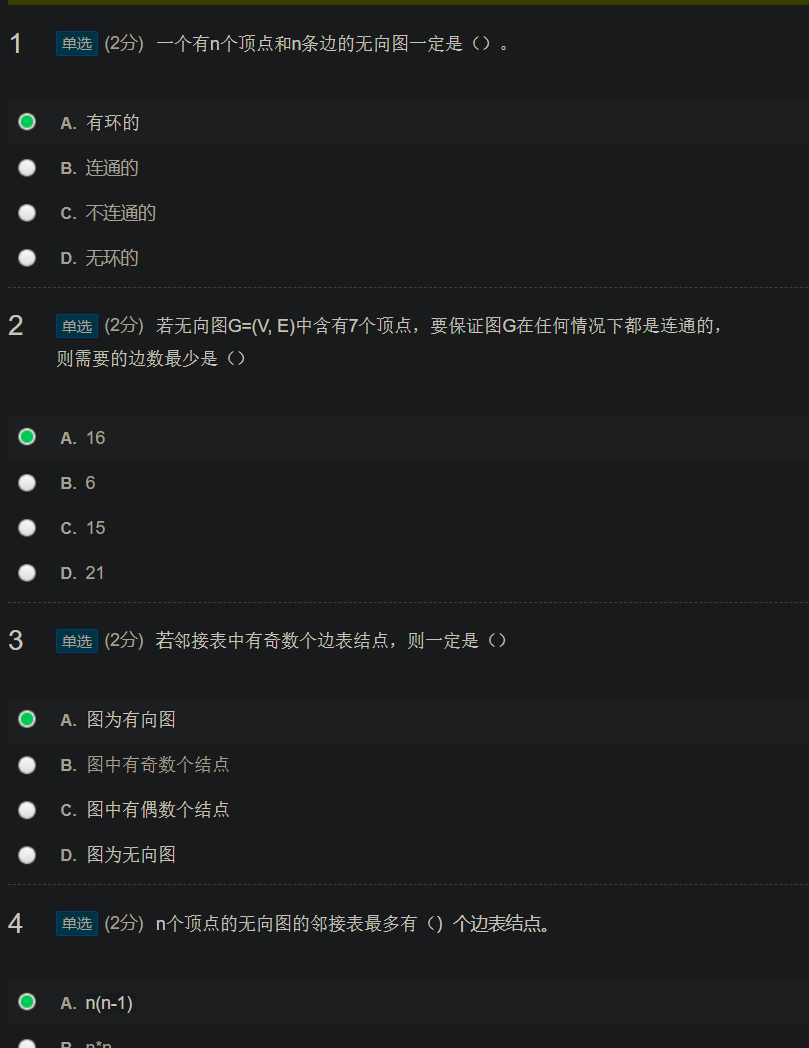 1 单选 (2分) 一个有n个顶点和n条边的无向图一定是（）。
A. 有环的
B. 连通的
C. 不连通的
D. 无环的
2 单选 (2分) 若无向图G=(V, E)中含有7个顶点，要保证图G在任何情况下都是连通的，
则需要的边数最少是（）
A. 16
B. 6
C. 15
D. 21
3 单选 (2分) 若邻接表中有奇数个边表结点，则一定是（）
A. 图为有向图
B. 图中有奇数个结点
C. 图中有偶数个结点
D. 图为无向图
4 单选 (2分) n个顶点的无向图的邻接表最多有（）个边表结点。
A. n(n-1)
B. n*n